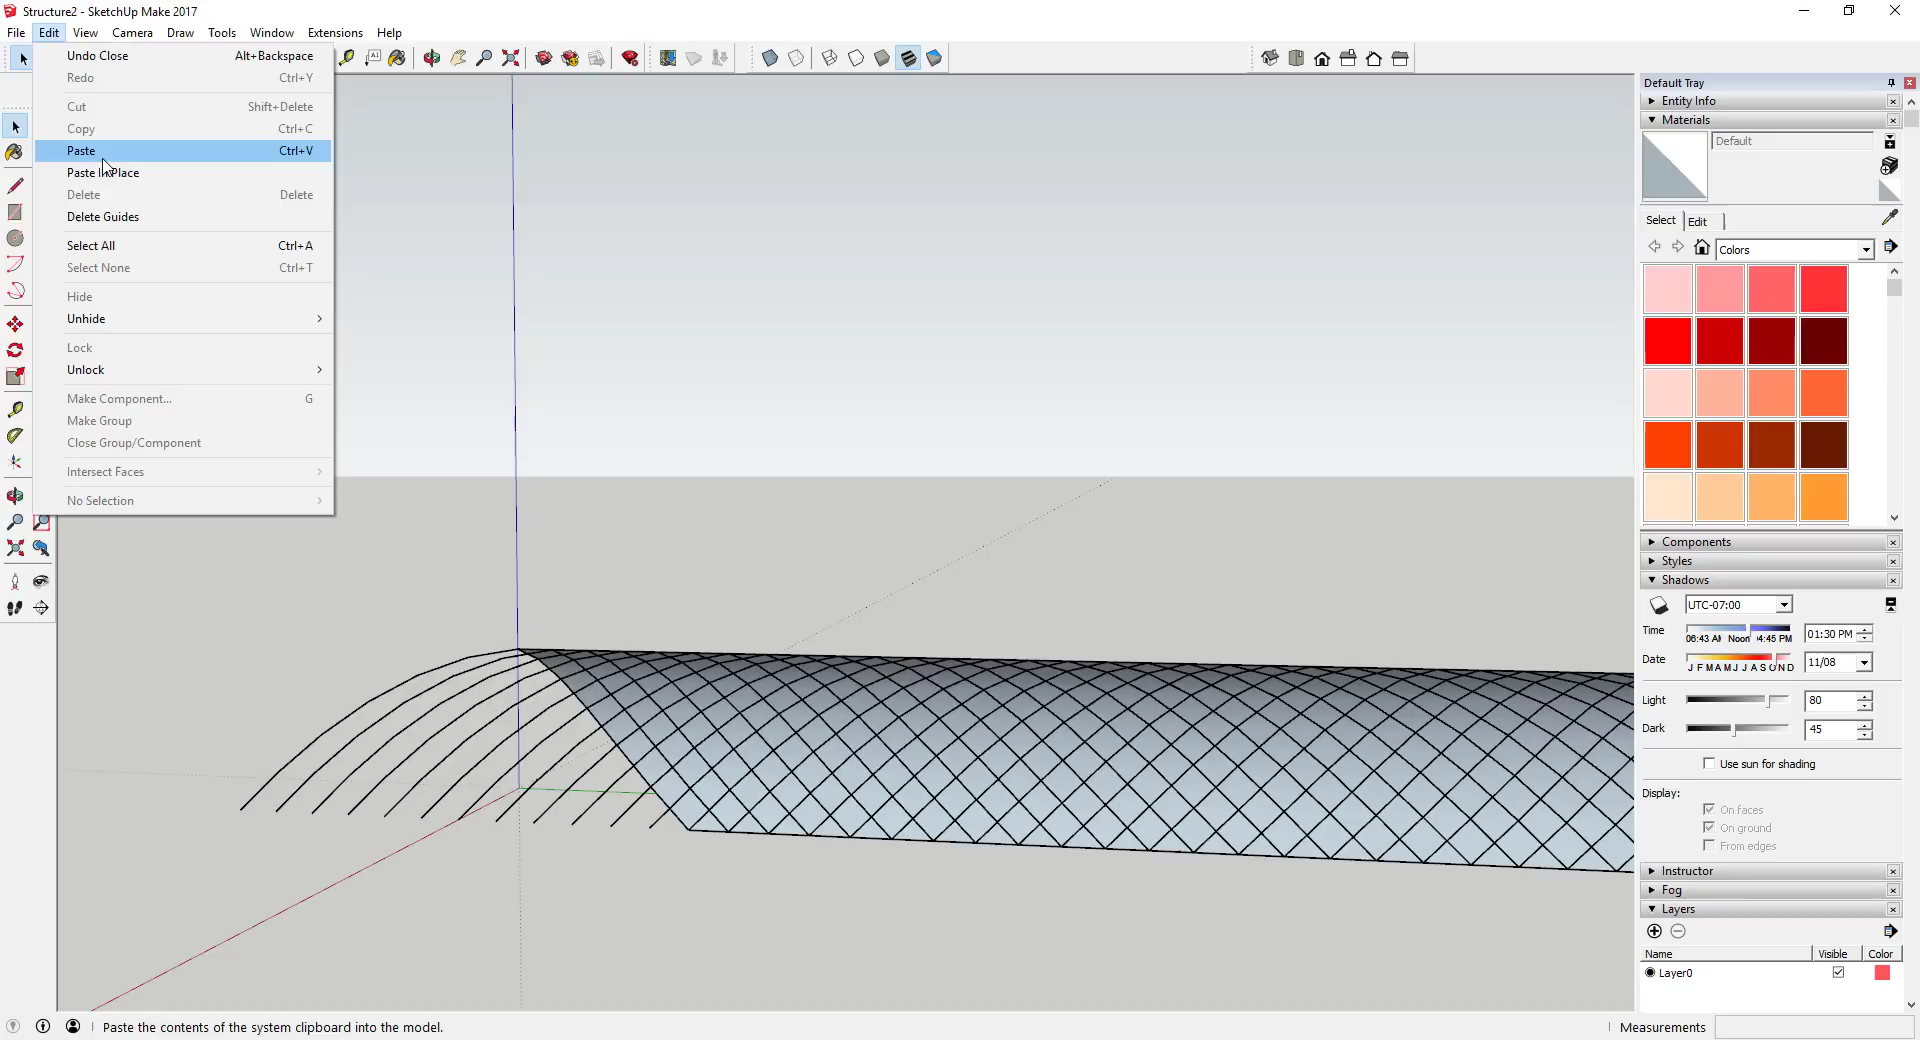 Structure2 - SketchUp Make 2017
File Edit View Camera Draw Tools Window Extensions Help
Undo Close Alt+Backspace
Redo Ctrl+Y
Cut Shift+Delete
Copy Ctrl+C
Paste Ctrl+V
Paste In Place
Delete Delete
Delete Guides
Select All Ctrl+A
Select None Ctrl+T
Hide
Unhide
Lock
Unlock
Make Component... G
Make Group
Close Group/Component
Intersect Faces
No Selection
Default Tray
Entity Info
Materials
Default
Select Edit
Colors
Components
Styles
Shadows
UTC-07:00
Time 06:43 AM Noon 04:45 PM 01:30 PM
Date J F M A M J J A S O N D 11/08
Light 80
Dark 45
Use sun for shading
Display:
On faces
On ground
From edges
Instructor
Fog
Layers
Name Visible Color
Layer0
Paste the contents of the system clipboard into the model.
Measurements